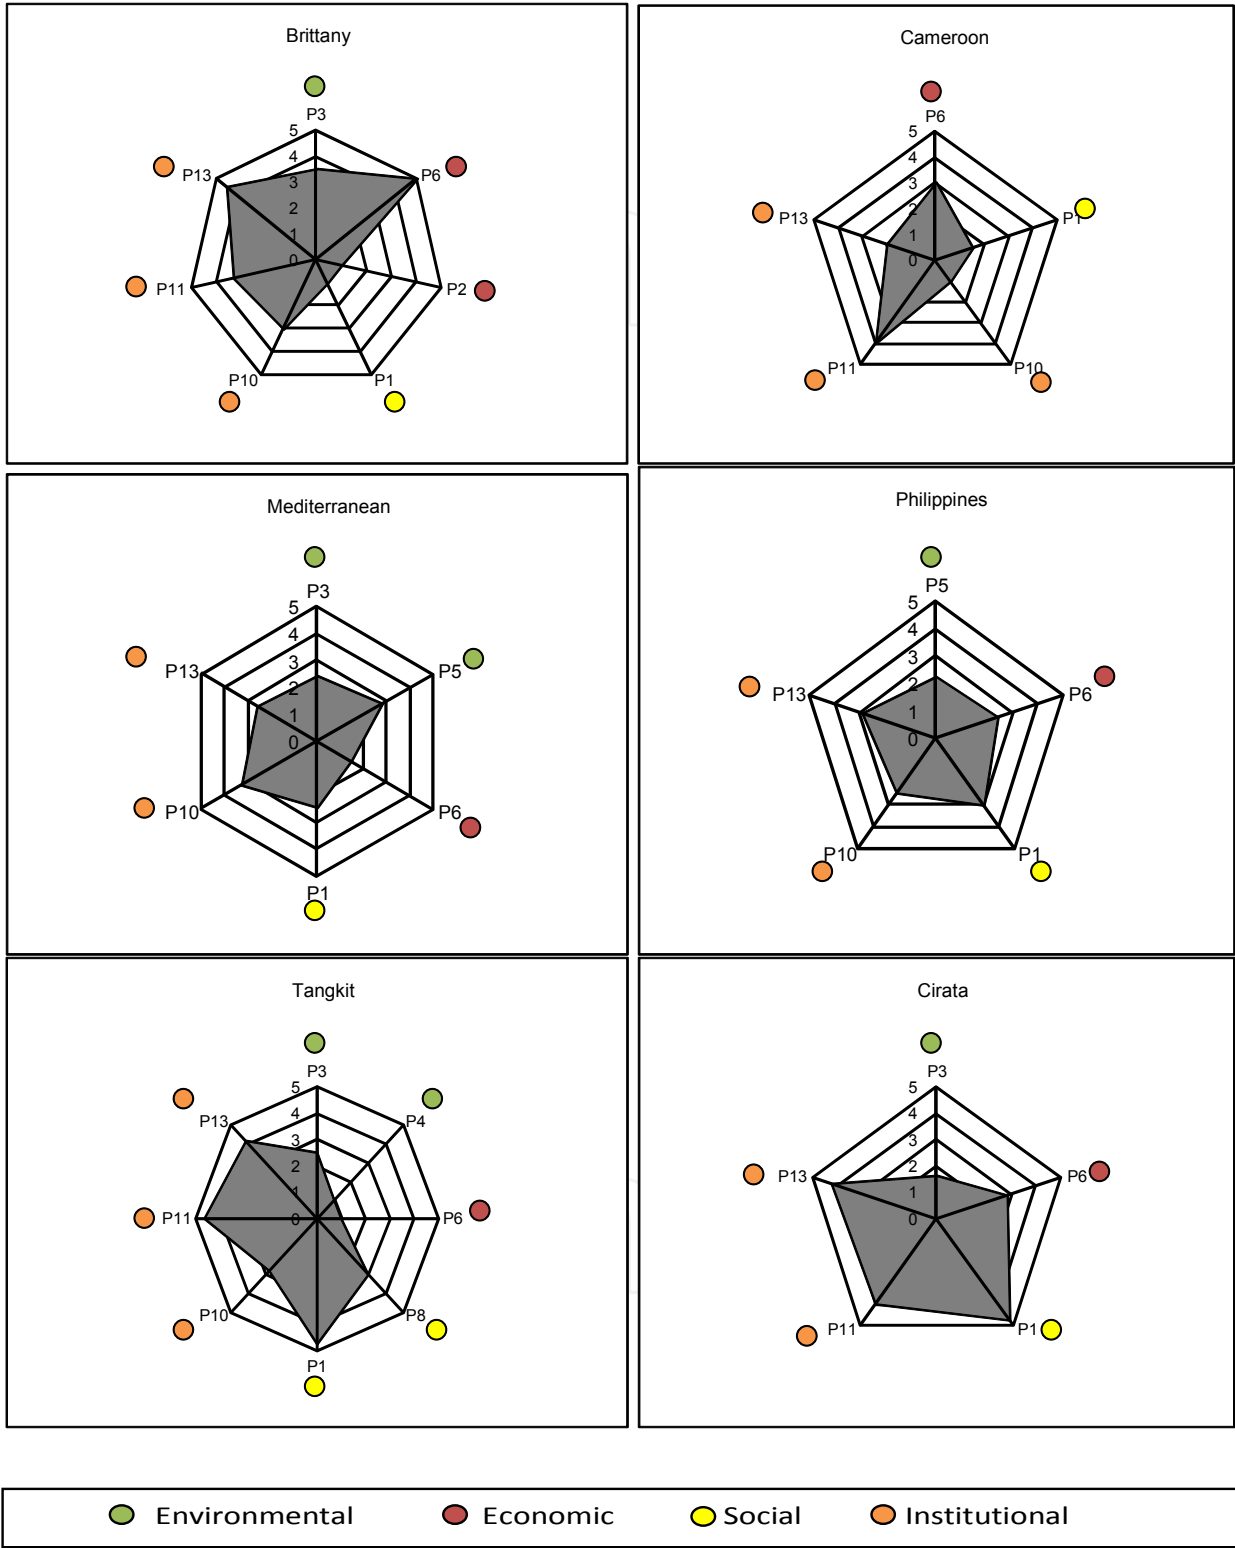 Brittany
P3
5
4
3
2
1
0
P6
P2
P1
P10
P11
P13
Cameroon
P6
5
4
3
2
1
0
P1
P10
P11
P13
Mediterranean
P3
5
4
3
2
1
0
P5
P6
P1
P10
P13
Philippines
P5
5
4
3
2
1
0
P6
P1
P10
P13
Tangkit
P3
5
4
3
2
1
0
P4
P6
P8
P1
P10
P11
P13
Cirata
P3
5
4
3
2
1
0
P6
P1
P11
P13
Environmental Economic Social Institutional